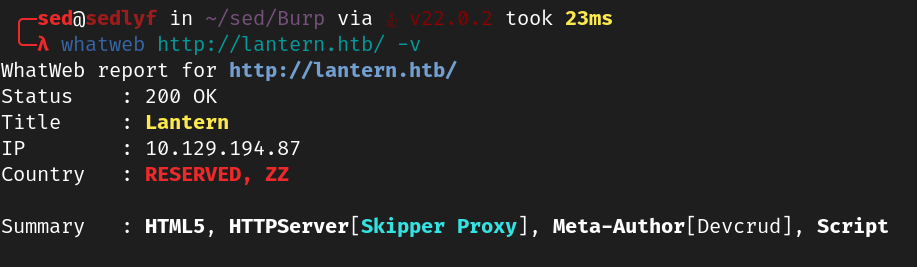 sed@sedlyf in ~/sed/Burp via v22.0.2 took 23ms
λ whatweb http://lantern.htb/ -v
WhatWeb report for http://lantern.htb/
Status : 200 OK
Title : Lantern
IP : 10.129.194.87
Country : RESERVED, ZZ
Summary : HTML5, HTTPServer[Skipper Proxy], Meta-Author[Devcrud], Script